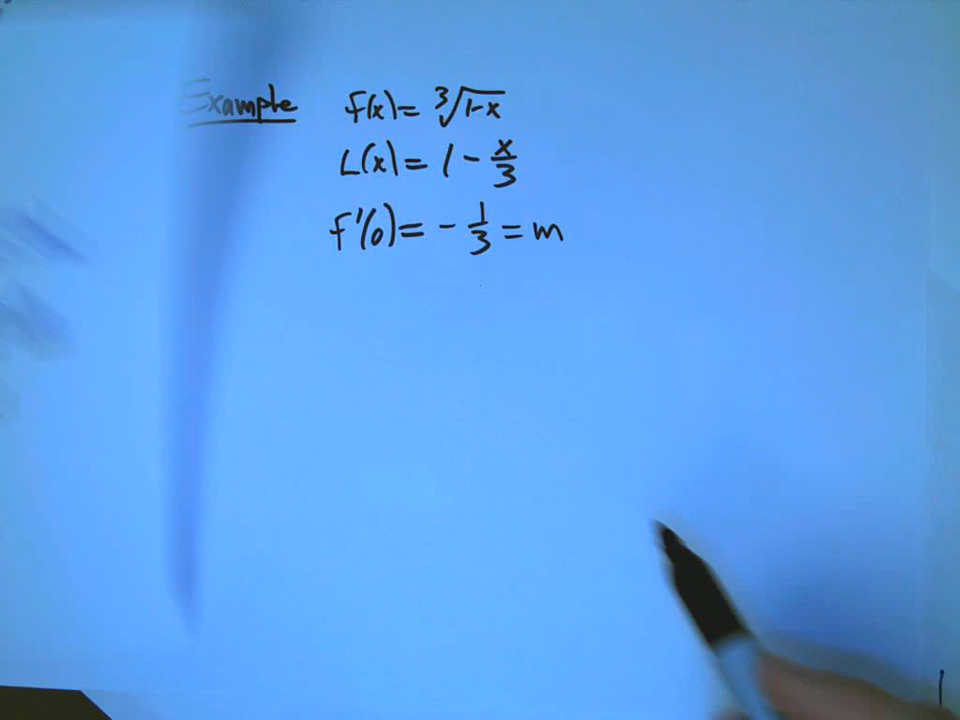 Example f(x) = ∛(1-x)
L(x) = 1 - x/3
f'(0) = - 1/3 = m